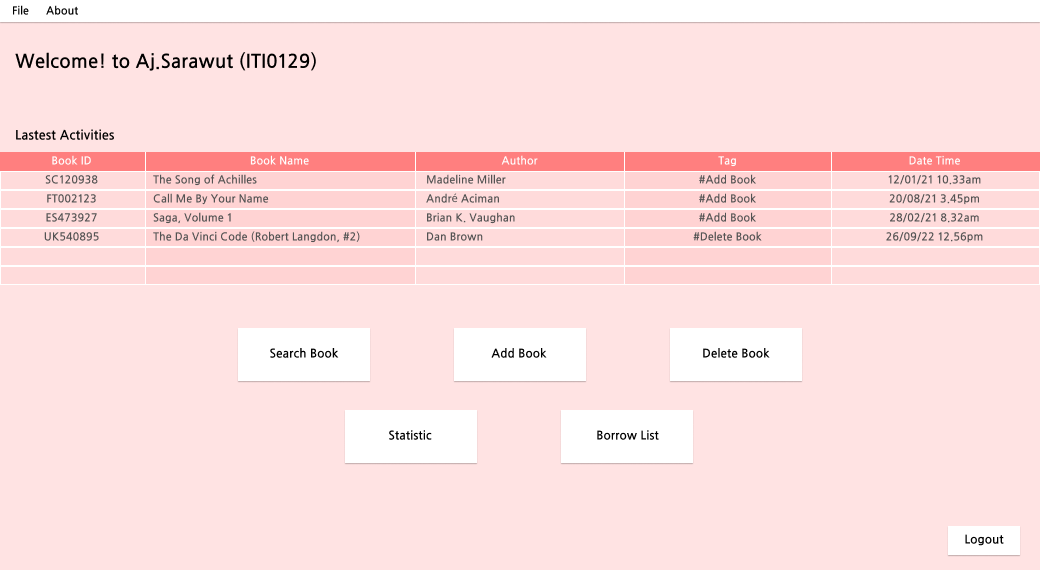 File About
Welcome! to Aj.Sarawut (ITI0129)
Lastest Activities
Book ID Book Name Author Tag Date Time
SC120938 The Song of Achilles Madeline Miller #Add Book 12/01/21 10.33am
FT002123 Call Me By Your Name André Aciman #Add Book 20/08/21 3.45pm
ES473927 Saga, Volume 1 Brian K. Vaughan #Add Book 28/02/21 8.32am
UK540895 The Da Vinci Code (Robert Langdon, #2) Dan Brown #Delete Book 26/09/22 12.56pm
Search Book Add Book Delete Book
Statistic Borrow List
Logout